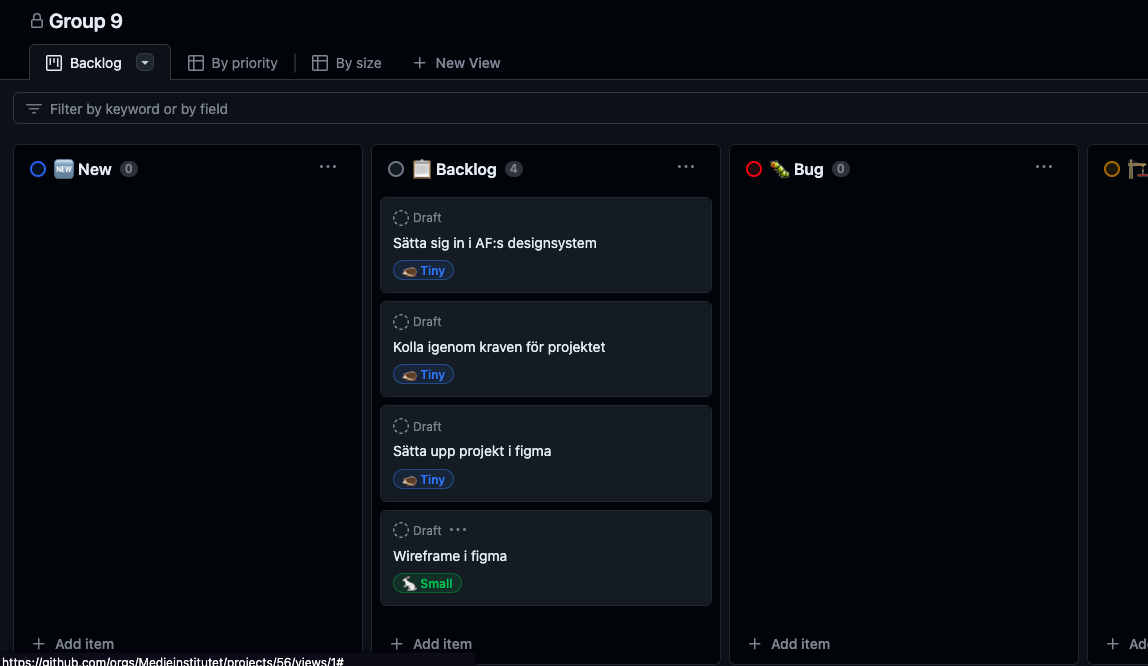 Group 9
Backlog
By priority
By size
New View
Filter by keyword or by field
NEW New 0
Backlog 4
Bug 0
Draft
Sätta sig in i AF:s designsystem
Tiny
Draft
Kolla igenom kraven för projektet
Tiny
Draft
Sätta upp projekt i figma
Tiny
Draft
Wireframe i figma
Small
Add item
Add item
Add item
https://github.com/orgs/Medieinstitutet/projects/56/views/1#